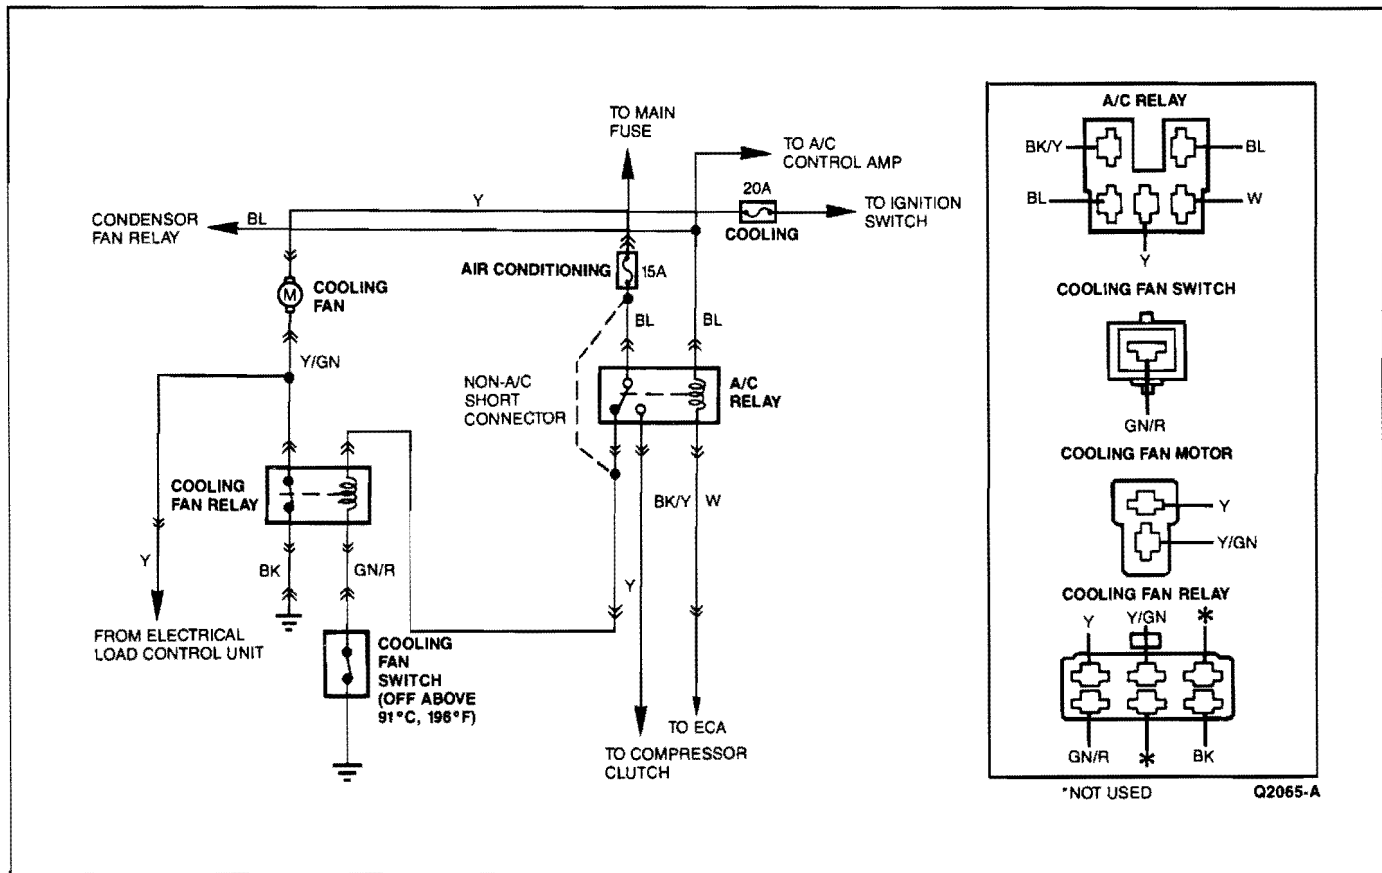 TO MAIN
FUSE
TO A/C
CONTROL AMP
20A
Y
TO IGNITION
SWITCH
COOLING
CONDENSOR
FAN RELAY
BL
AIR CONDITIONING
15A
M
COOLING
FAN
BL
BL
Y/GN
NON-A/C
SHORT
CONNECTOR
A/C
RELAY
COOLING
FAN RELAY
BK/Y
W
Y
BK
GN/R
Y
FROM ELECTRICAL
LOAD CONTROL UNIT
COOLING
FAN
SWITCH
(OFF ABOVE
91°C, 196°F)
TO ECA
TO COMPRESSOR
CLUTCH
A/C RELAY
BK/Y
BL
BL
W
Y
COOLING FAN SWITCH
GN/R
COOLING FAN MOTOR
Y
Y/GN
COOLING FAN RELAY
Y
Y/GN
*
GN/R
*
BK
*NOT USED
Q2065-A